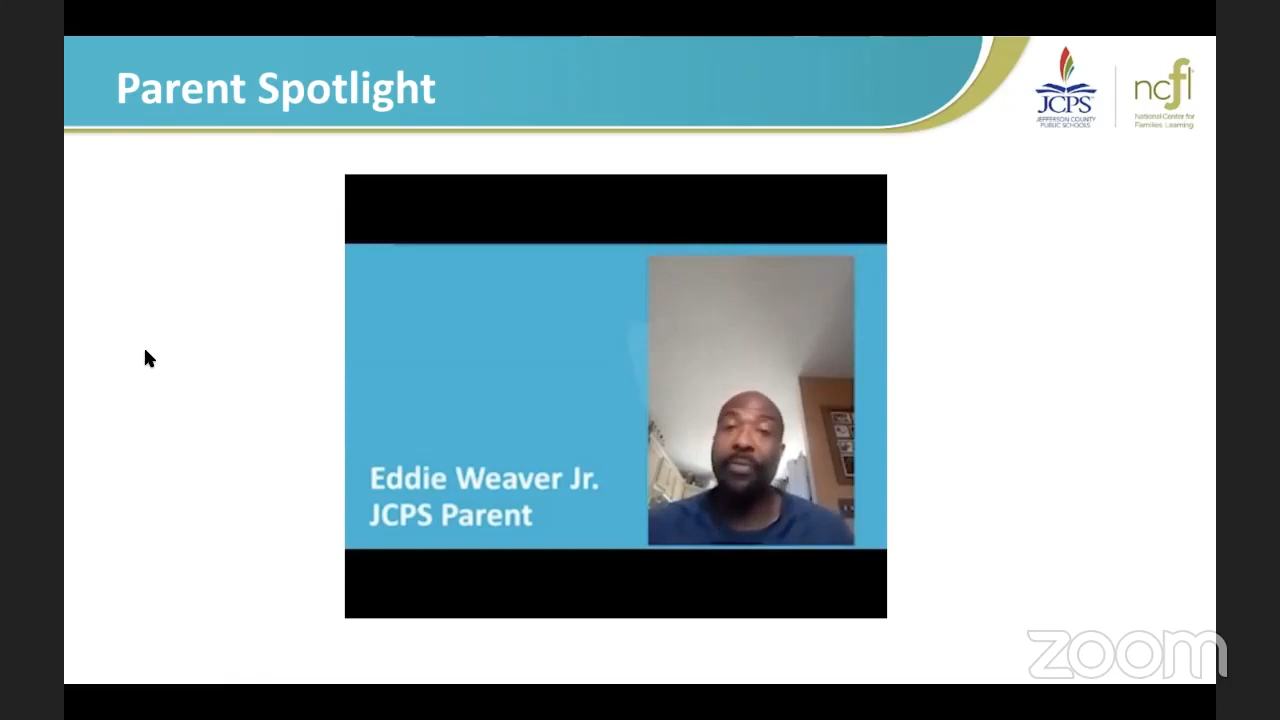 Parent Spotlight
JCPS
JEFFERSON COUNTY
PUBLIC SCHOOLS
ncfl
National Center for
Families Learning
Eddie Weaver Jr.
JCPS Parent
zoom